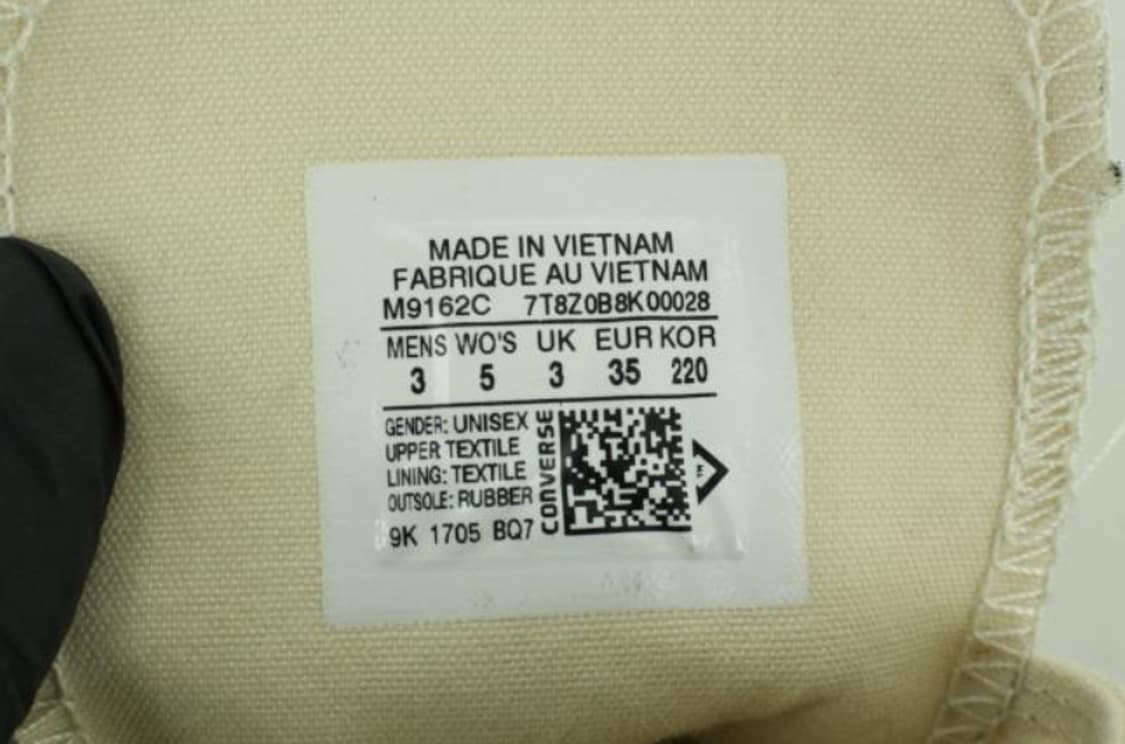 MADE IN VIETNAM
FABRIQUE AU VIETNAM
M9162C 7T8Z0B8K00028
MENS WO'S UK EUR KOR
3 5 3 35 220
GENDER: UNISEX
UPPER TEXTILE
LINING: TEXTILE
OUTSOLE: RUBBER
9K 1705 BQ7
CONVERSE